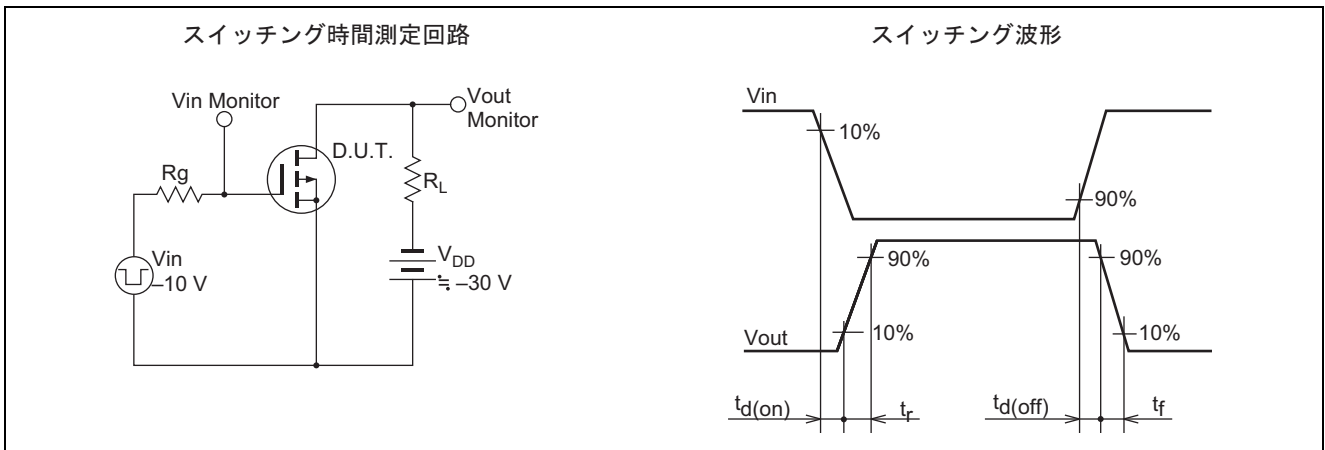 スイッチング時間測定回路
Vin Monitor
Vout
Monitor
D.U.T.
Rg
RL
Vin
–10 V
VDD
≒ –30 V
スイッチング波形
Vin
10%
90%
90%
90%
Vout
10%
10%
td(on)
tr
td(off)
tf